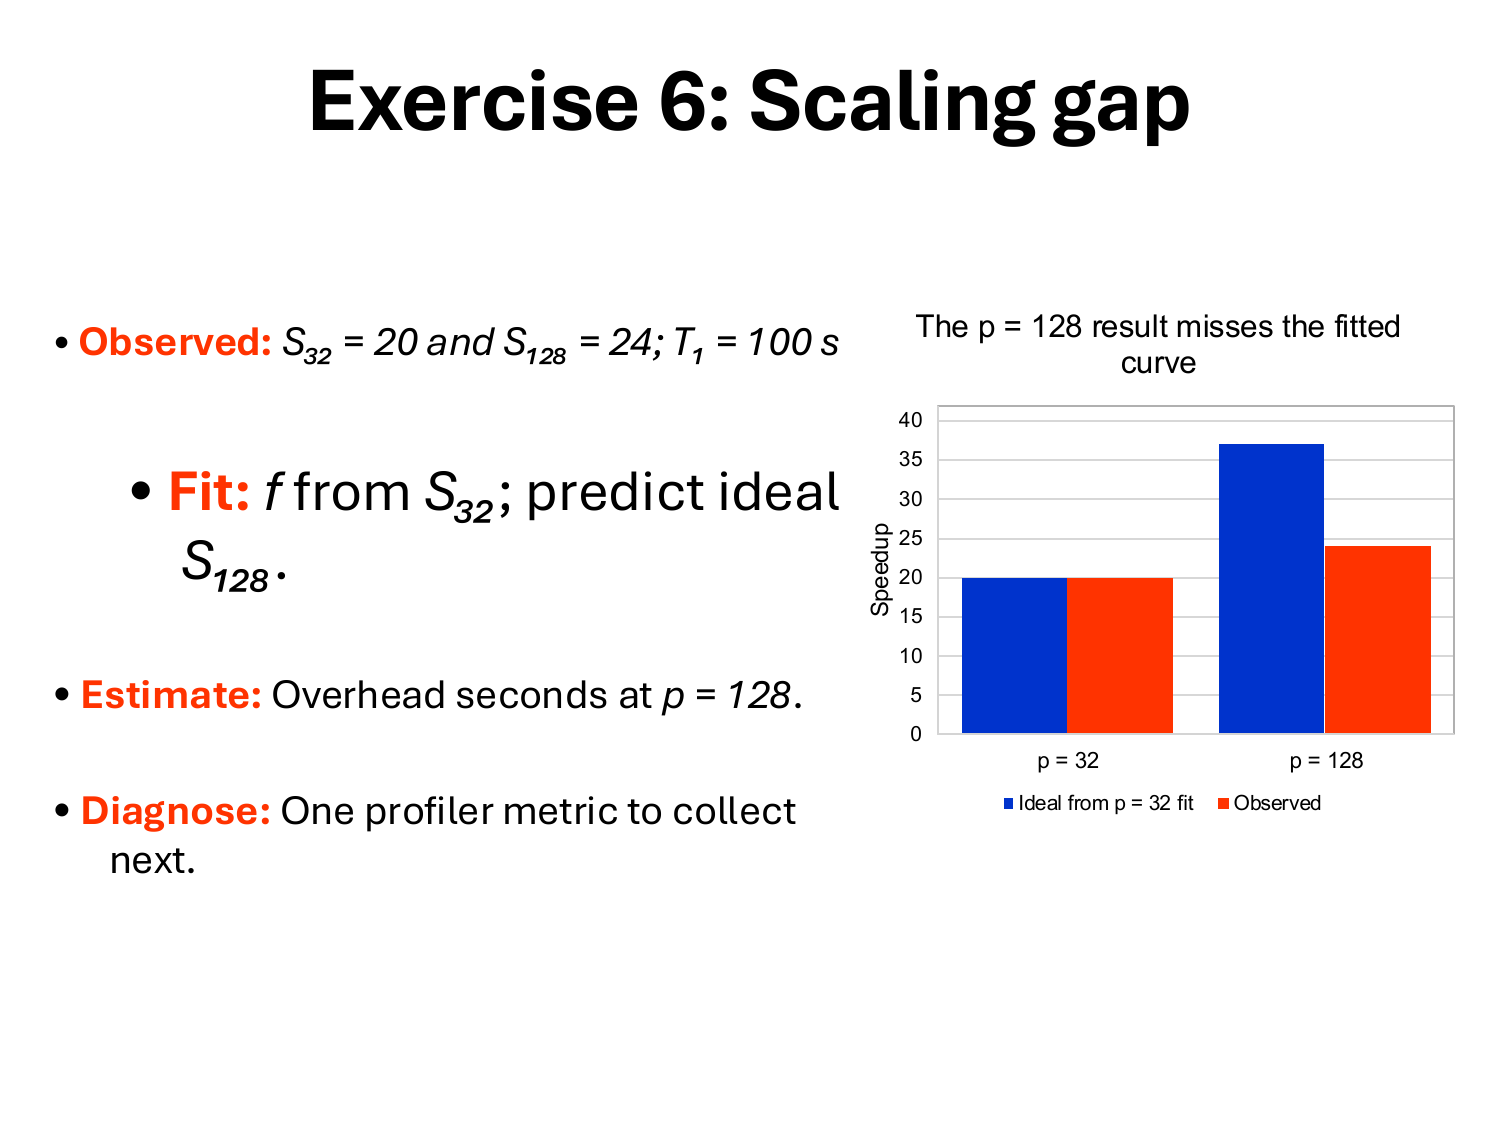 Exercise 6: Scaling gap
• Observed: S32 = 20 and S128 = 24; T1 = 100 s
• Fit: f from S32; predict ideal
S128.
• Estimate: Overhead seconds at p = 128.
• Diagnose: One profiler metric to collect
next.
The p = 128 result misses the fitted
curve
Speedup
40
35
30
25
20
15
10
5
0
p = 32
p = 128
Ideal from p = 32 fit
Observed